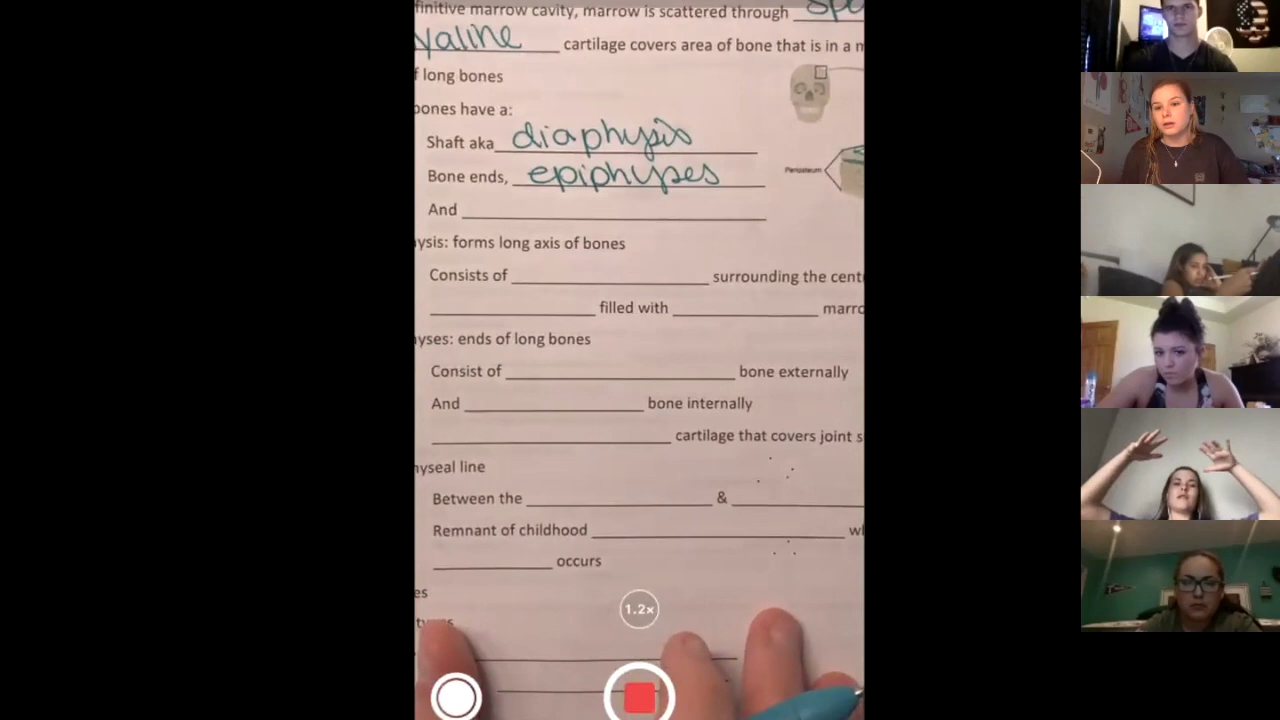 finitive marrow cavity, marrow is scattered through
yaline cartilage covers area of bone that is in a m
f long bones
bones have a:
Shaft aka diaphysis
Bone ends, epiphyses
Periosteum
And
ysis: forms long axis of bones
Consists of surrounding the cent
filled with marro
yses: ends of long bones
Consist of bone externally
And bone internally
cartilage that covers joint s
yseal line
Between the &
Remnant of childhood
occurs
es
1.2x